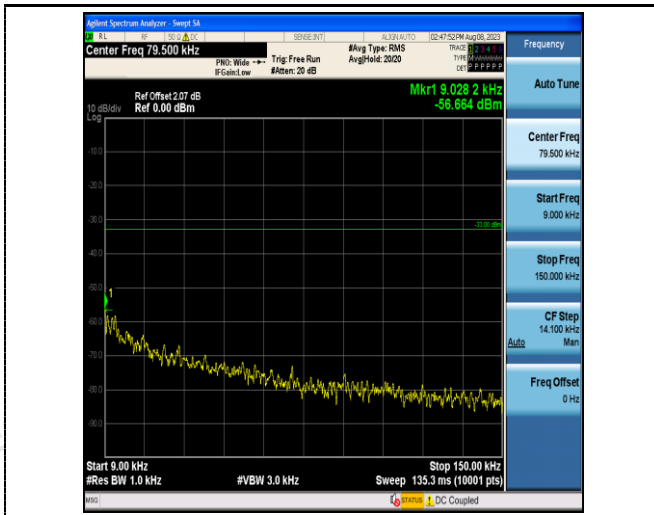 Agilent Spectrum Analyzer - Swept SA
RL RF 50 Ω DC SENSE:INT ALIGN AUTO 02:47:52 PM Aug 08, 2023
Center Freq 79.500 kHz
PNO: Wide
IFGain:Low
Trig: Free Run
#Atten: 20 dB
#Avg Type: RMS
Avg|Hold: 20/20
TRACE 1 2 3 4 5 6
TYPE M
DET P P P P P P
Ref Offset 2.07 dB
10 dB/div Ref 0.00 dBm
Log
Mkr1 9.028 2 kHz
-56.664 dBm
-10.0
-20.0
-30.0
-33.00 dBm
-40.0
-50.0
1
-60.0
-70.0
-80.0
-90.0
Start 9.00 kHz Stop 150.00 kHz
#Res BW 1.0 kHz #VBW 3.0 kHz Sweep 135.3 ms (10001 pts)
MSG STATUS DC Coupled
Frequency
Auto Tune
Center Freq
79.500 kHz
Start Freq
9.000 kHz
Stop Freq
150.000 kHz
CF Step
14.100 kHz
Auto Man
Freq Offset
0 Hz